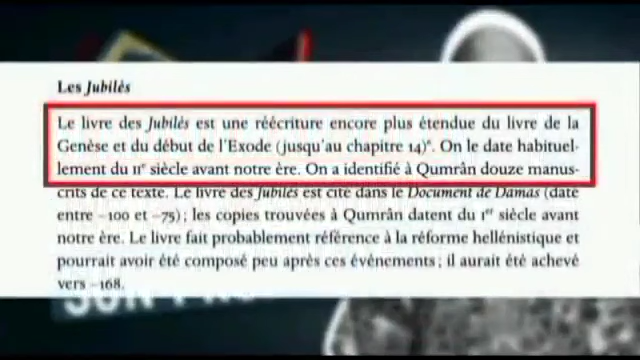 Les Jubilés
Le livre des Jubilés est une réécriture encore plus étendue du livre de la
Genèse et du début de l'Exode (jusqu'au chapitre 14)*. On le date habituel-
lement du IIe siècle avant notre ère. On a identifié à Qumrân douze manus-
crits de ce texte. Le livre des Jubilés est cité dans le Document de Damas (daté
entre –100 et –75) ; les copies trouvées à Qumrân datent du Ier siècle avant
notre ère. Le livre fait probablement référence à la réforme hellénistique et
pourrait avoir été composé peu après ces événements ; il aurait été achevé
vers –168.